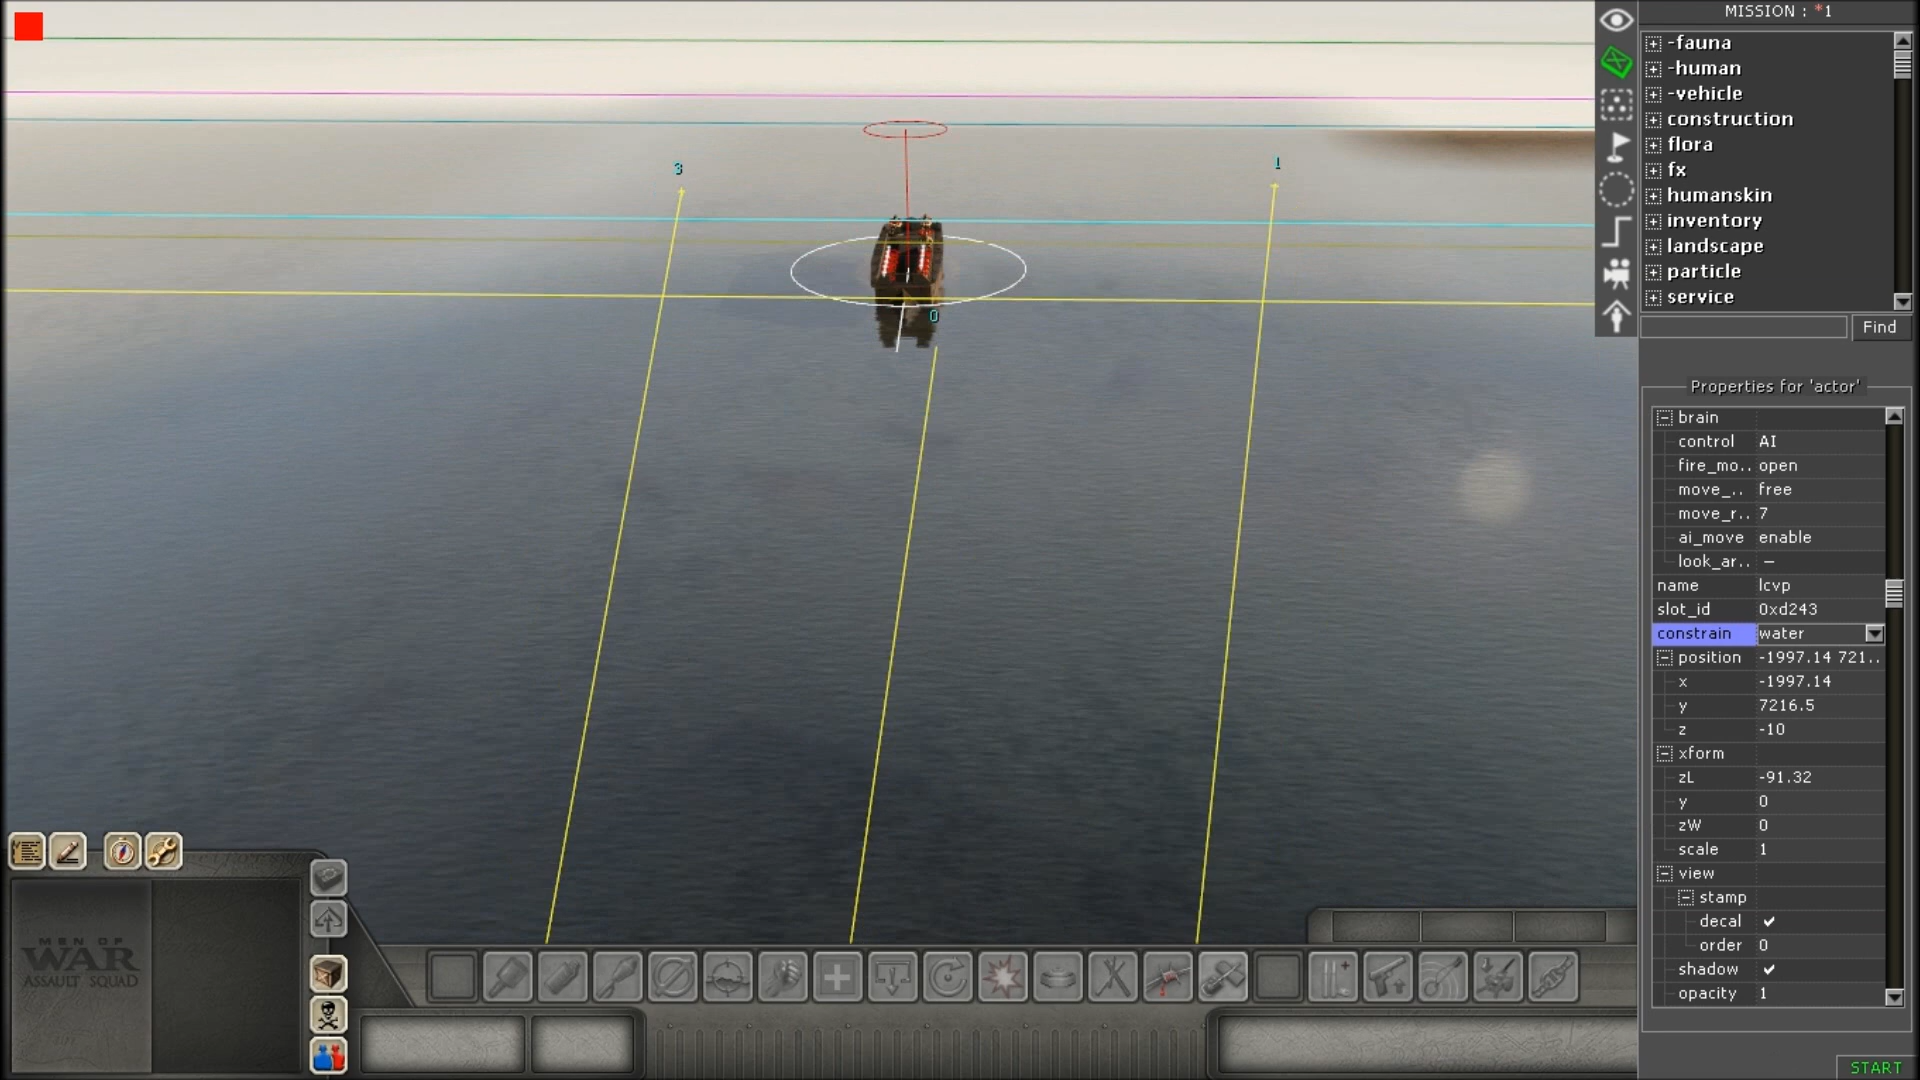 MISSION : *1
-fauna
-human
-vehicle
construction
flora
fx
humanskin
inventory
landscape
particle
service
Find
3
1
0
Properties for 'actor'
brain
control AI
fire_mo.. open
move_.. free
move_r.. 7
ai_move enable
look_ar.. —
name lcvp
slot_id 0xd243
constrain water
position -1997.14 721..
x -1997.14
y 7216.5
z -10
xform
zL -91.32
y 0
zW 0
scale 1
view
stamp
decal
order 0
shadow
opacity 1
MEN OF
WAR
ASSAULT SQUAD
START